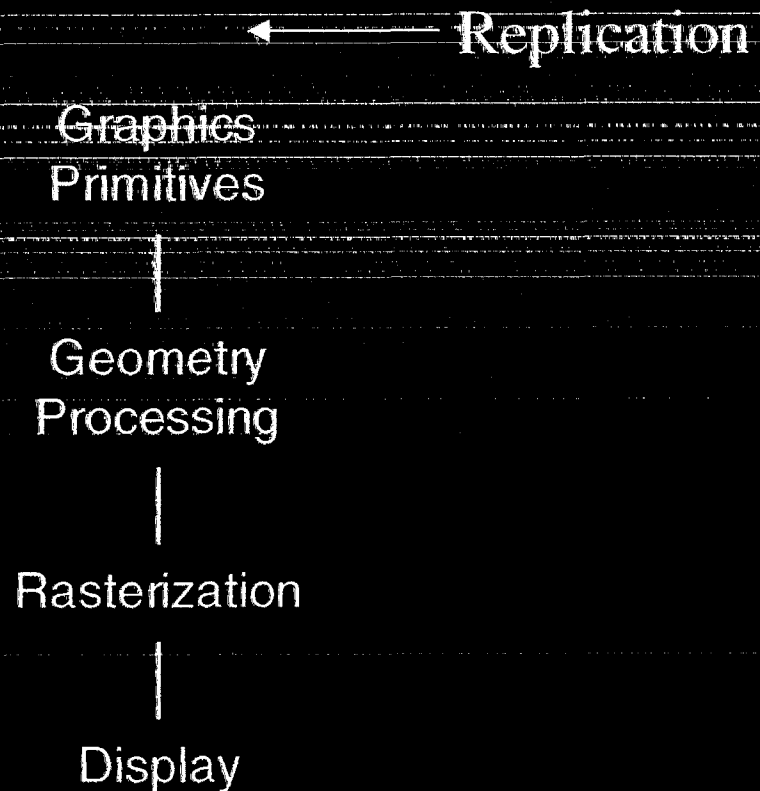 Replication
Graphics
Primitives
Geometry
Processing
Rasterization
Display